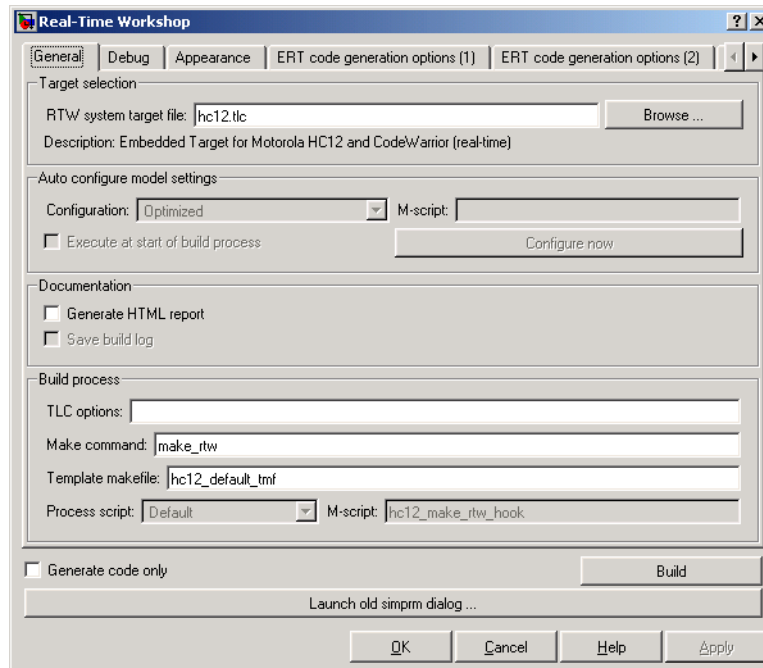 Real-Time Workshop
General Debug Appearance ERT code generation options (1) ERT code generation options (2)
Target selection
RTW system target file: hc12.tlc Browse ...
Description: Embedded Target for Motorola HC12 and CodeWarrior (real-time)
Auto configure model settings
Configuration: Optimized M-script:
Execute at start of build process Configure now
Documentation
Generate HTML report
Save build log
Build process
TLC options:
Make command: make_rtw
Template makefile: hc12_default_tmf
Process script: Default M-script: hc12_make_rtw_hook
Generate code only Build
Launch old simprm dialog ...
OK Cancel Help Apply